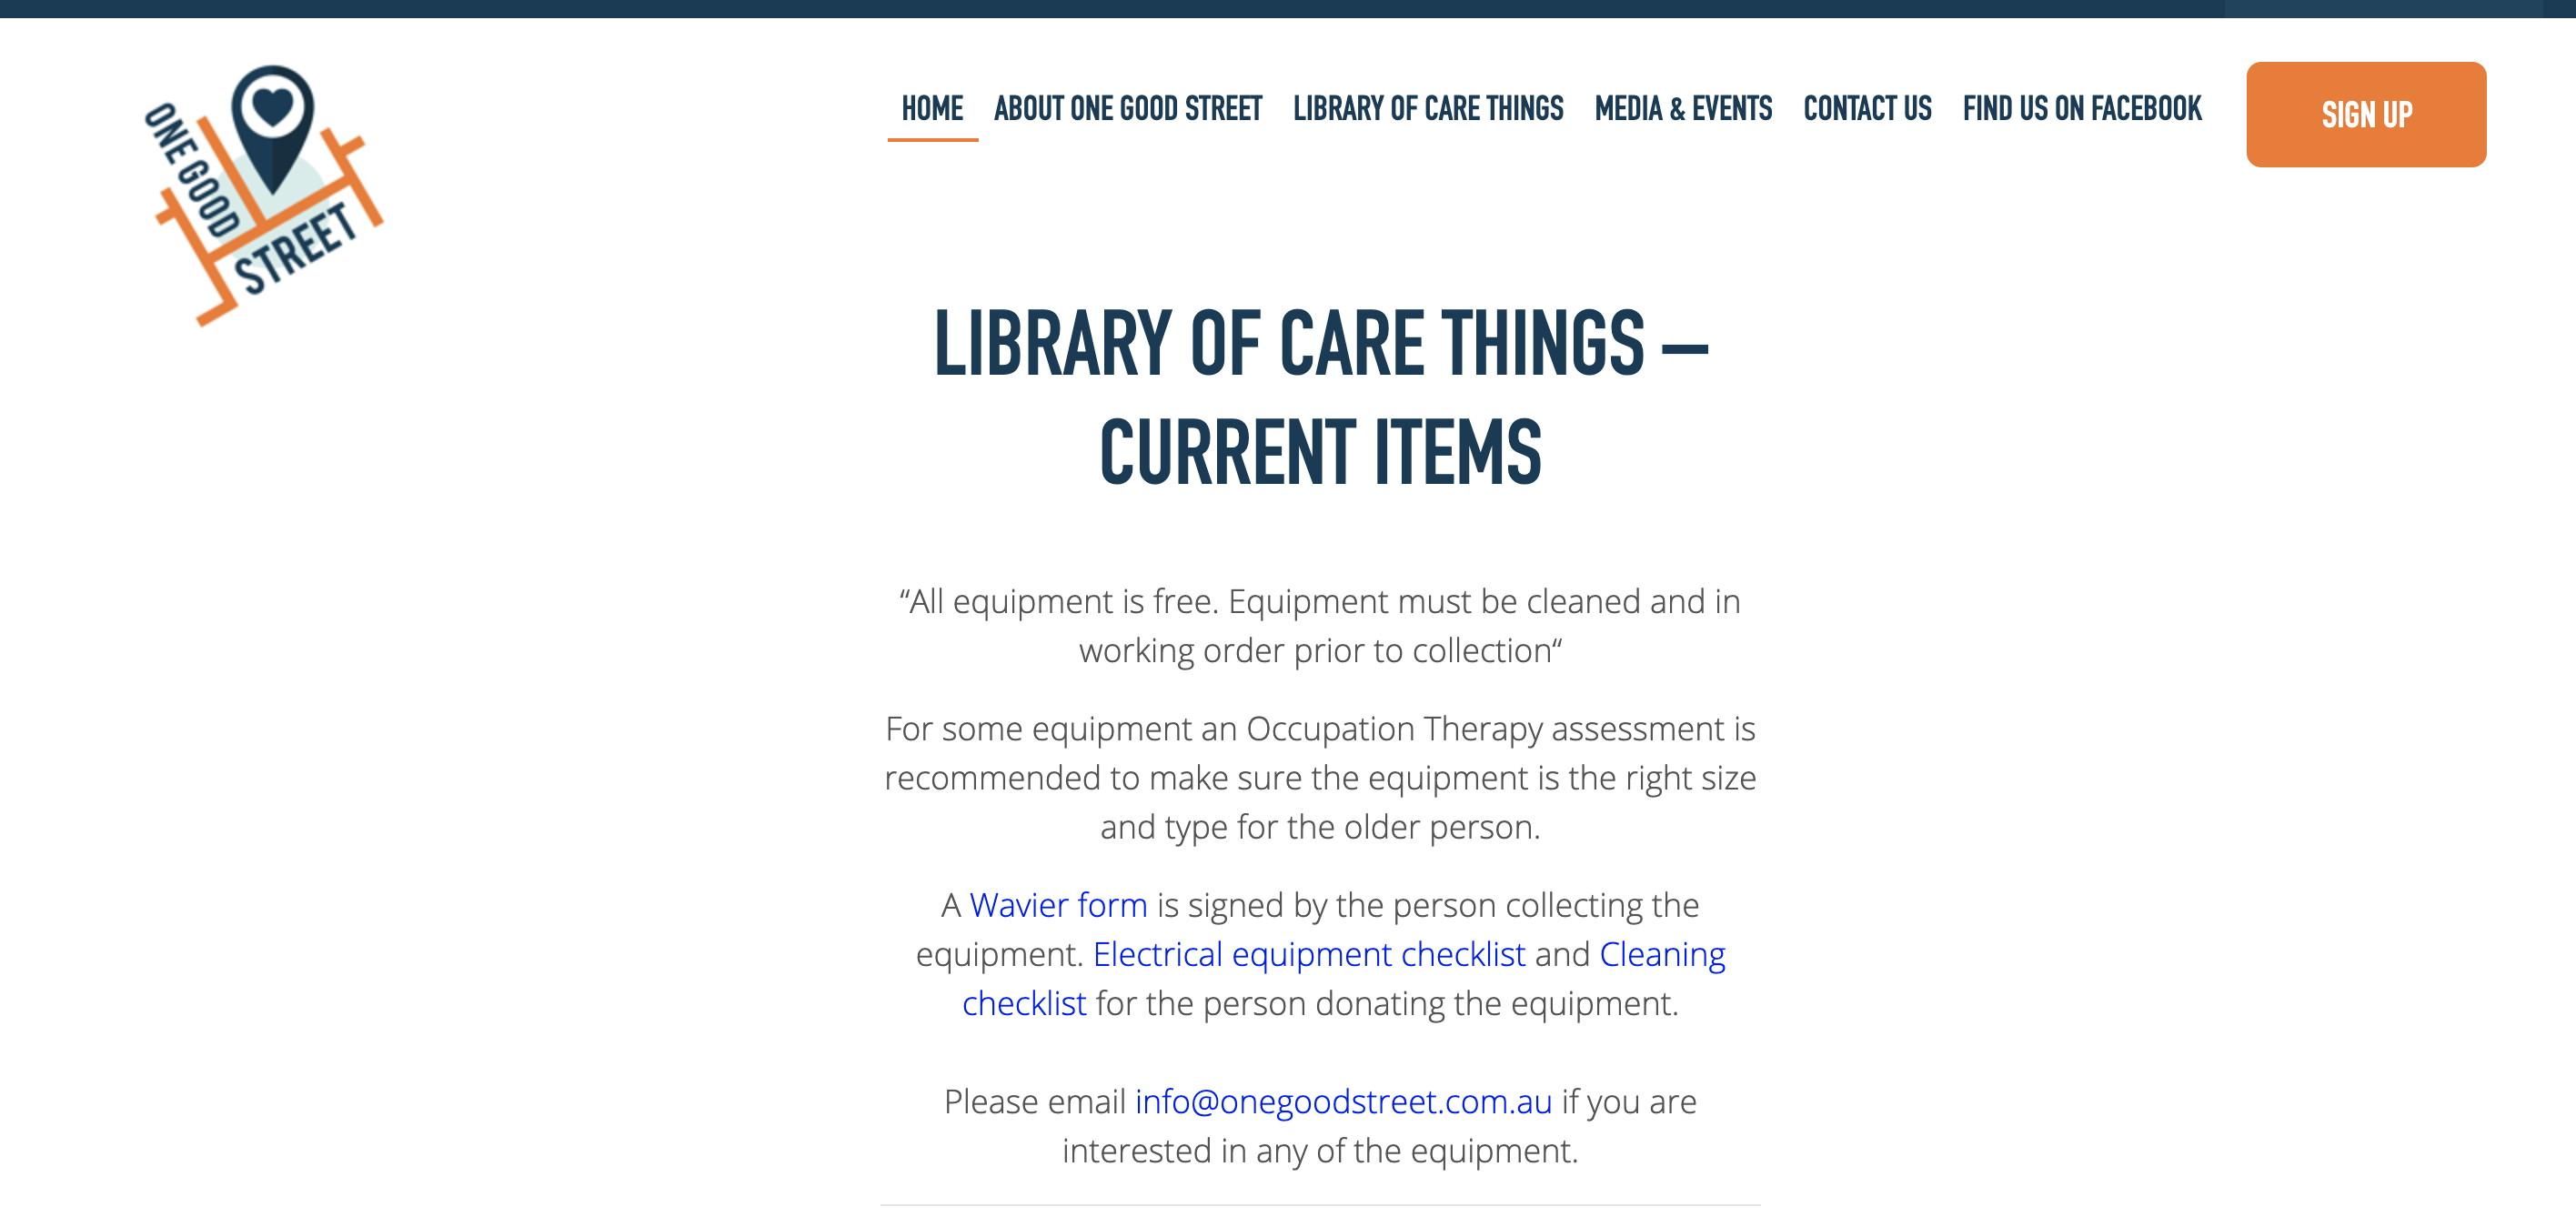 ONE GOOD
STREET
HOME ABOUT ONE GOOD STREET LIBRARY OF CARE THINGS MEDIA & EVENTS CONTACT US FIND US ON FACEBOOK SIGN UP
LIBRARY OF CARE THINGS –
CURRENT ITEMS
“All equipment is free. Equipment must be cleaned and in
working order prior to collection“
For some equipment an Occupation Therapy assessment is
recommended to make sure the equipment is the right size
and type for the older person.
A Wavier form is signed by the person collecting the
equipment. Electrical equipment checklist and Cleaning
checklist for the person donating the equipment.
Please email info@onegoodstreet.com.au if you are
interested in any of the equipment.